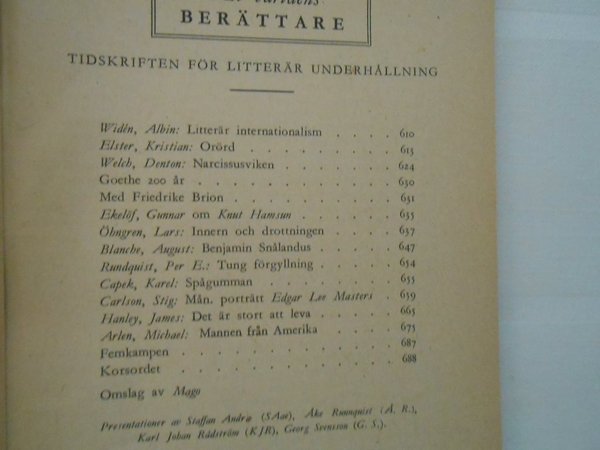 världens
BERÄTTARE
TIDSKRIFTEN FÖR LITTERÄR UNDERHÅLLNING
Widén, Albin: Litterär internationalism . . . . 610
Elster, Kristian: Orörd . . . . . . . . . 615
Welch, Denton: Narcissusviken . . . . . . . 624
Goethe 200 år . . . . . . . . . . . 630
Med Friedrike Brion . . . . . . . . . . 631
Ekelöf, Gunnar om Knut Hamsun . . . . . . 635
Öhngren, Lars: Innern och drottningen . . . . 637
Blanche, August: Benjamin Snålandus . . . . . 647
Rundquist, Per E.: Tung förgyllning . . . . . 654
Capek, Karel: Spågumman . . . . . . . . 655
Carlson, Stig: Mån. porträtt Edgar Lee Masters . 659
Hanley, James: Det är stort att leva . . . . . 665
Arlen, Michael: Mannen från Amerika . . . . . 675
Femkampen . . . . . . . . . . . . 687
Korsordet . . . . . . . . . . . . 688
Omslag av Mago
Presentationer av Staffan Andræ (SAae), Åke Runnquist (Å. R.),
Karl Johan Rådström (KJR), Georg Svensson (G. S.).